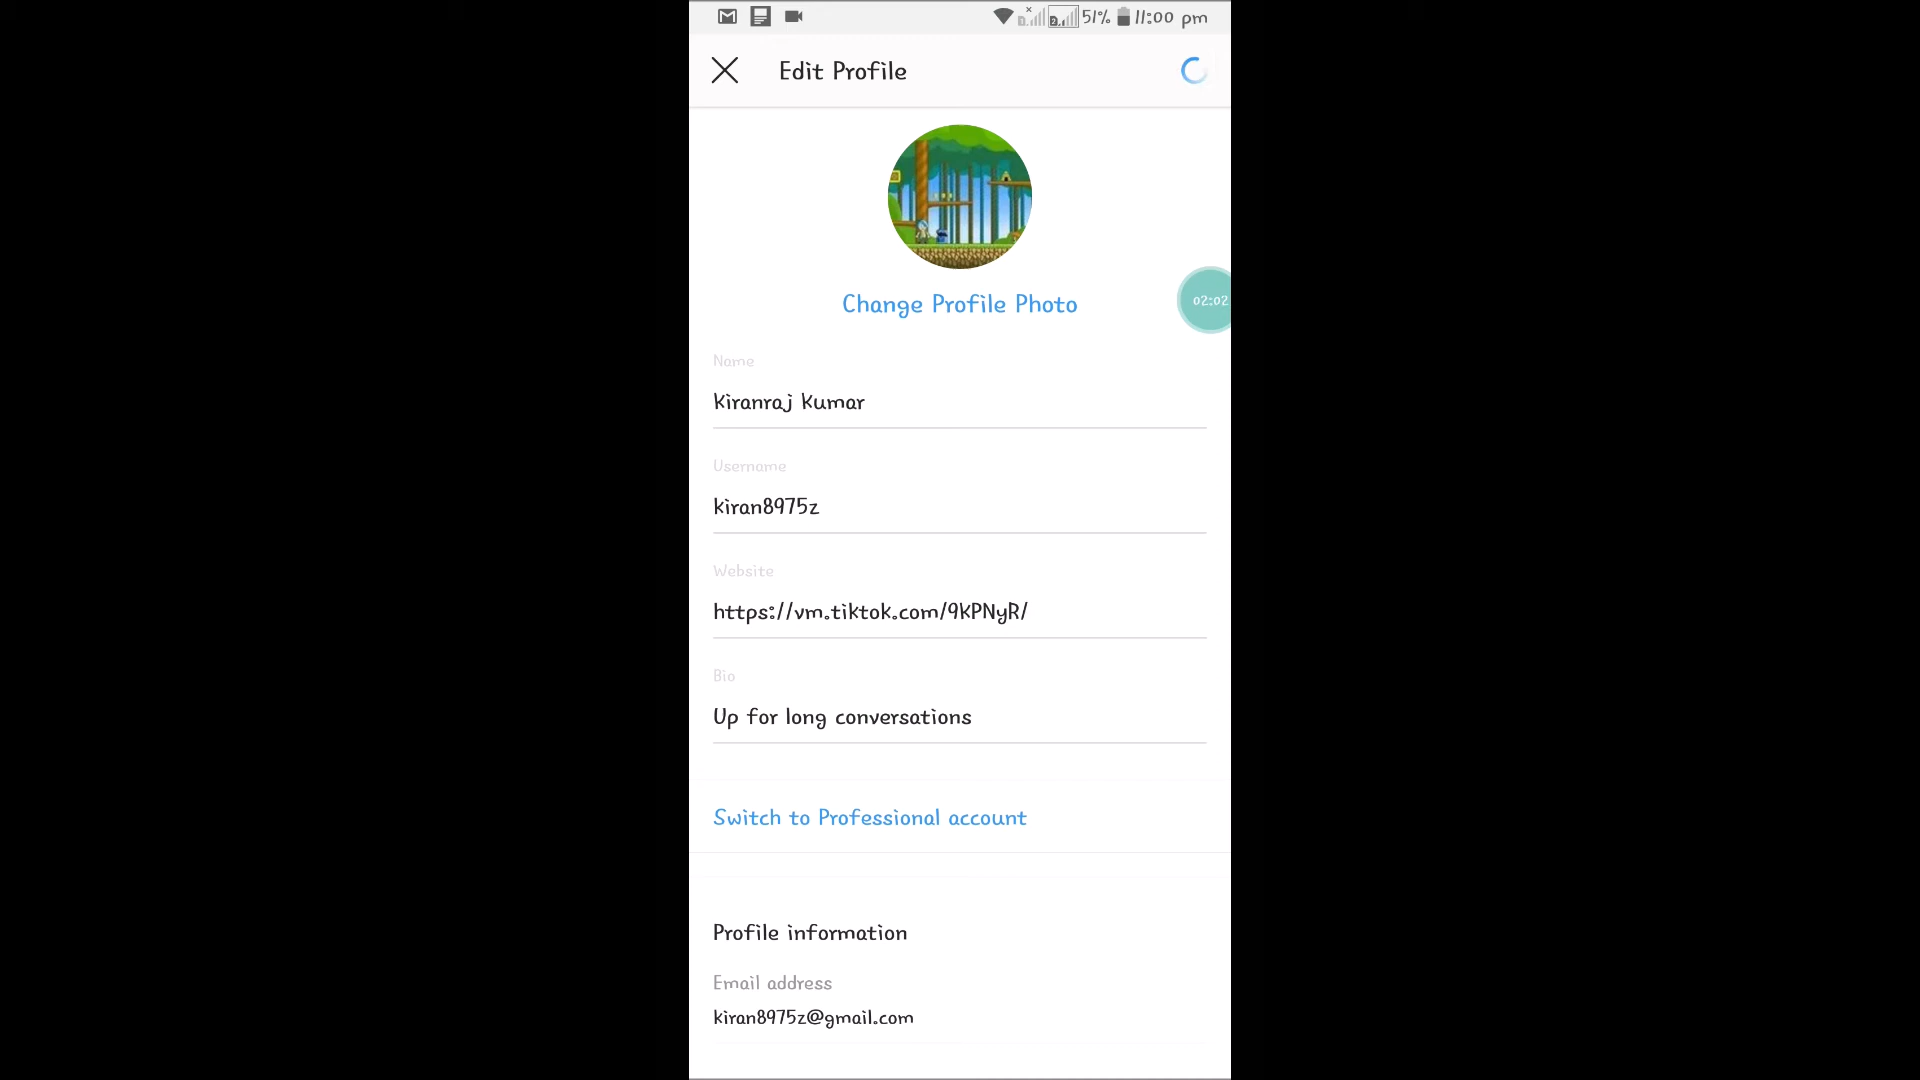 51% 11:00 pm
Edit Profile
Change Profile Photo
02:02
Name
Kiranraj Kumar
Username
kiran8975z
Website
https://vm.tiktok.com/9KPNyR/
Bio
Up for long conversations
Switch to Professional account
Profile information
Email address
kiran8975z@gmail.com